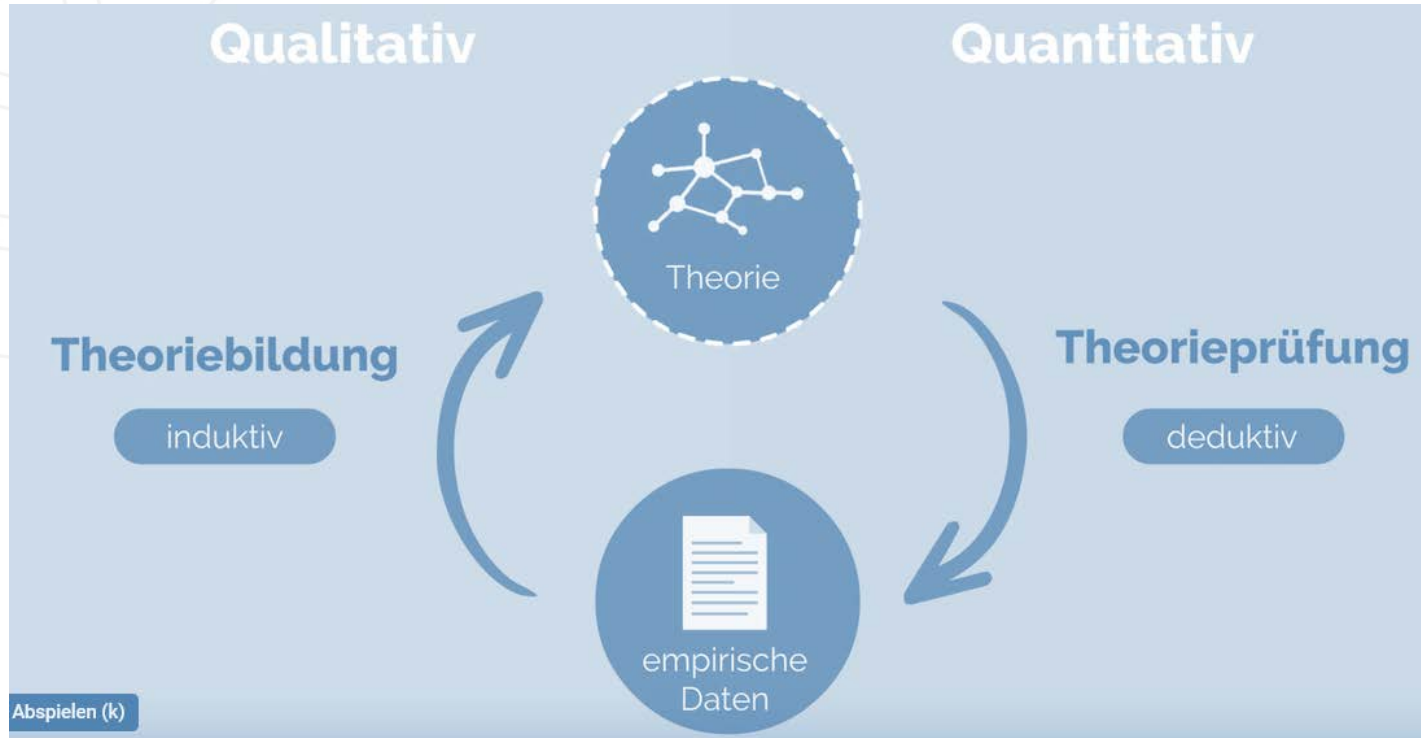 Qualitativ
Quantitativ
Theorie
Theoriebildung
induktiv
Theorieprüfung
deduktiv
empirische
Daten
Abspielen (k)